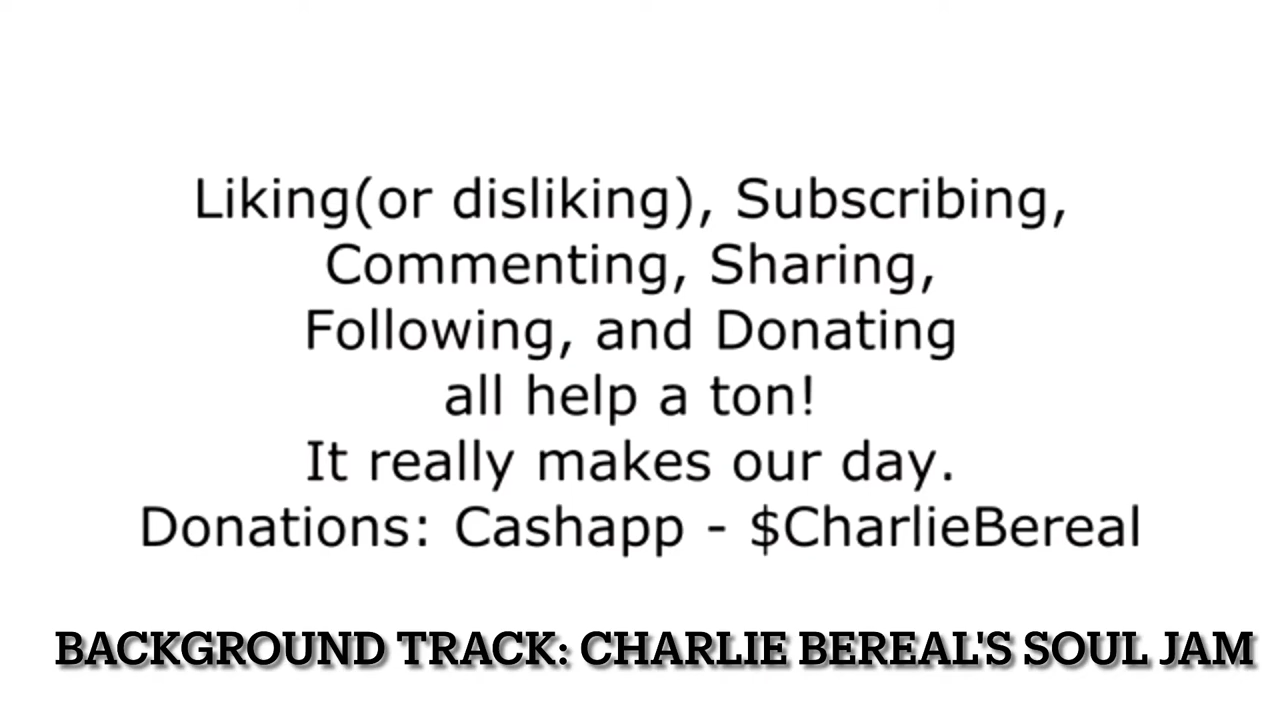 Liking(or disliking), Subscribing,
Commenting, Sharing,
Following, and Donating
all help a ton!
It really makes our day.
Donations: Cashapp - $CharlieBereal
BACKGROUND TRACK: CHARLIE BEREAL'S SOUL JAM